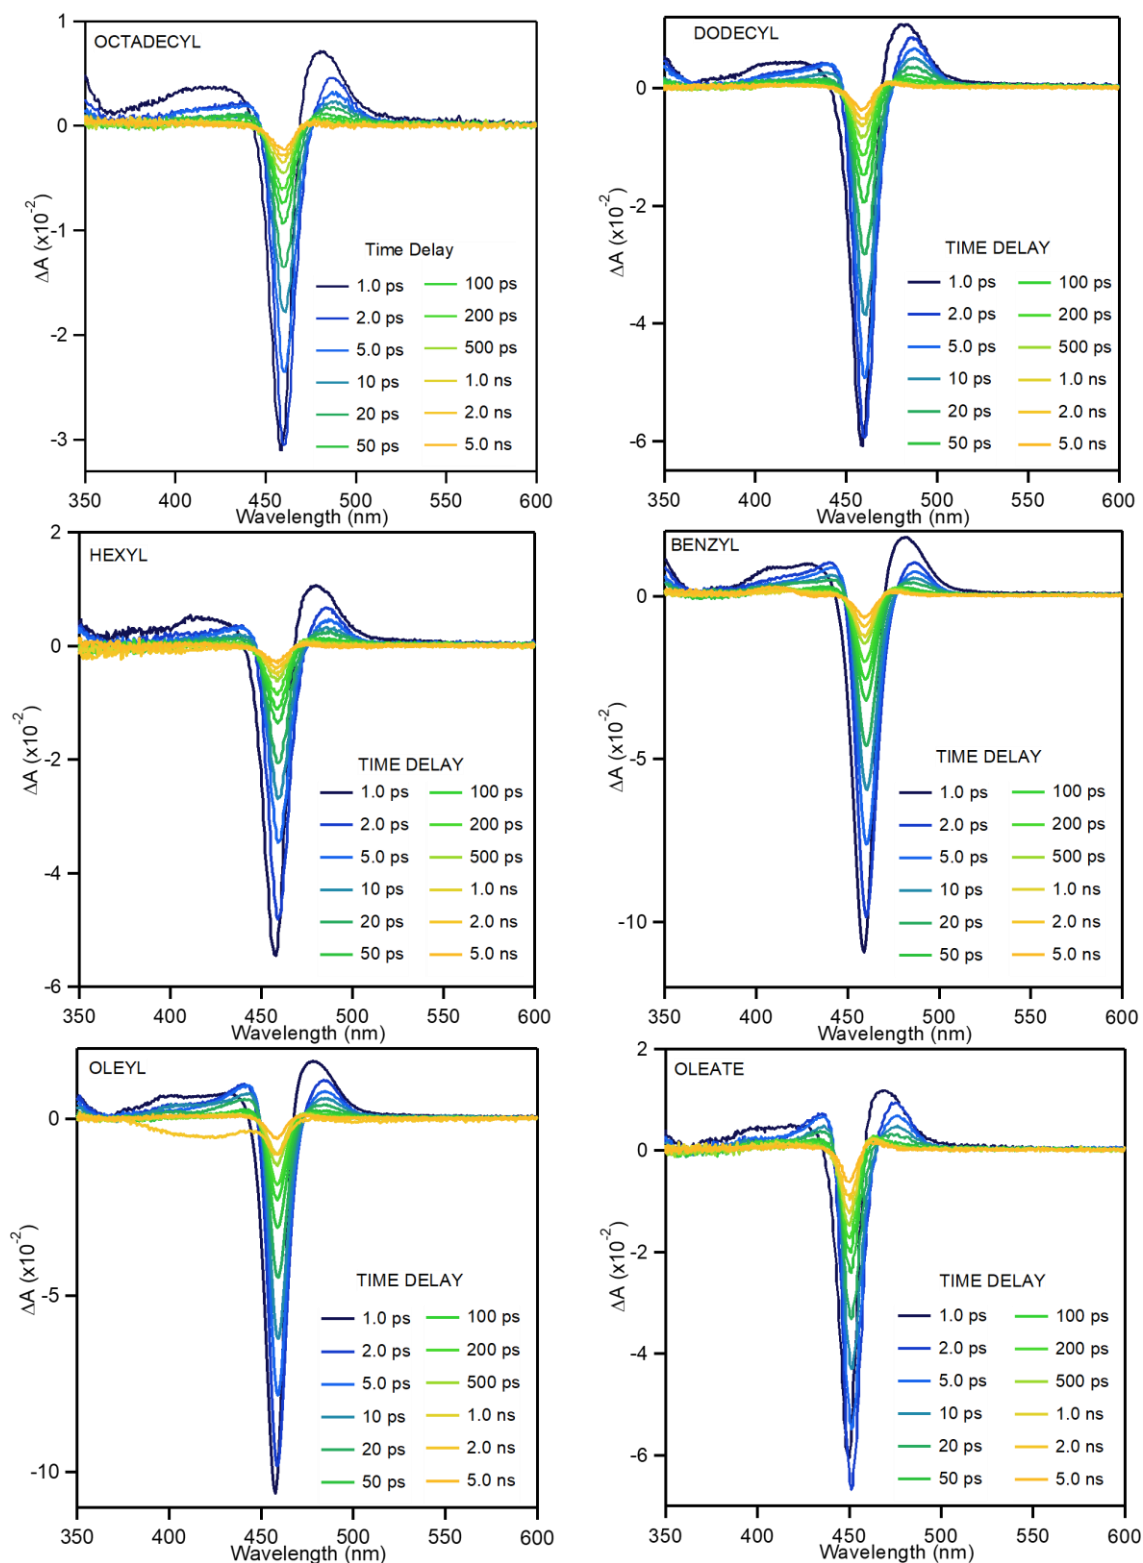 OCTADECYL
1
0
-1
-2
-3
ΔA (x10⁻²)
Time Delay
1.0 ps 100 ps
2.0 ps 200 ps
5.0 ps 500 ps
10 ps 1.0 ns
20 ps 2.0 ns
50 ps 5.0 ns
350 400 450 500 550 600
Wavelength (nm)
DODECYL
0
-2
-4
-6
ΔA (x10⁻²)
TIME DELAY
1.0 ps 100 ps
2.0 ps 200 ps
5.0 ps 500 ps
10 ps 1.0 ns
20 ps 2.0 ns
50 ps 5.0 ns
350 400 450 500 550 600
Wavelength (nm)
HEXYL
2
0
-2
-4
-6
ΔA (x10⁻²)
TIME DELAY
1.0 ps 100 ps
2.0 ps 200 ps
5.0 ps 500 ps
10 ps 1.0 ns
20 ps 2.0 ns
50 ps 5.0 ns
350 400 450 500 550 600
Wavelength (nm)
BENZYL
0
-5
-10
ΔA (x10⁻²)
TIME DELAY
1.0 ps 100 ps
2.0 ps 200 ps
5.0 ps 500 ps
10 ps 1.0 ns
20 ps 2.0 ns
50 ps 5.0 ns
350 400 450 500 550 600
Wavelength (nm)
OLEYL
0
-5
-10
ΔA (x10⁻²)
TIME DELAY
1.0 ps 100 ps
2.0 ps 200 ps
5.0 ps 500 ps
10 ps 1.0 ns
20 ps 2.0 ns
50 ps 5.0 ns
350 400 450 500 550 600
Wavelength (nm)
OLEATE
2
0
-2
-4
-6
ΔA (x10⁻²)
TIME DELAY
1.0 ps 100 ps
2.0 ps 200 ps
5.0 ps 500 ps
10 ps 1.0 ns
20 ps 2.0 ns
50 ps 5.0 ns
350 400 450 500 550 600
Wavelength (nm)